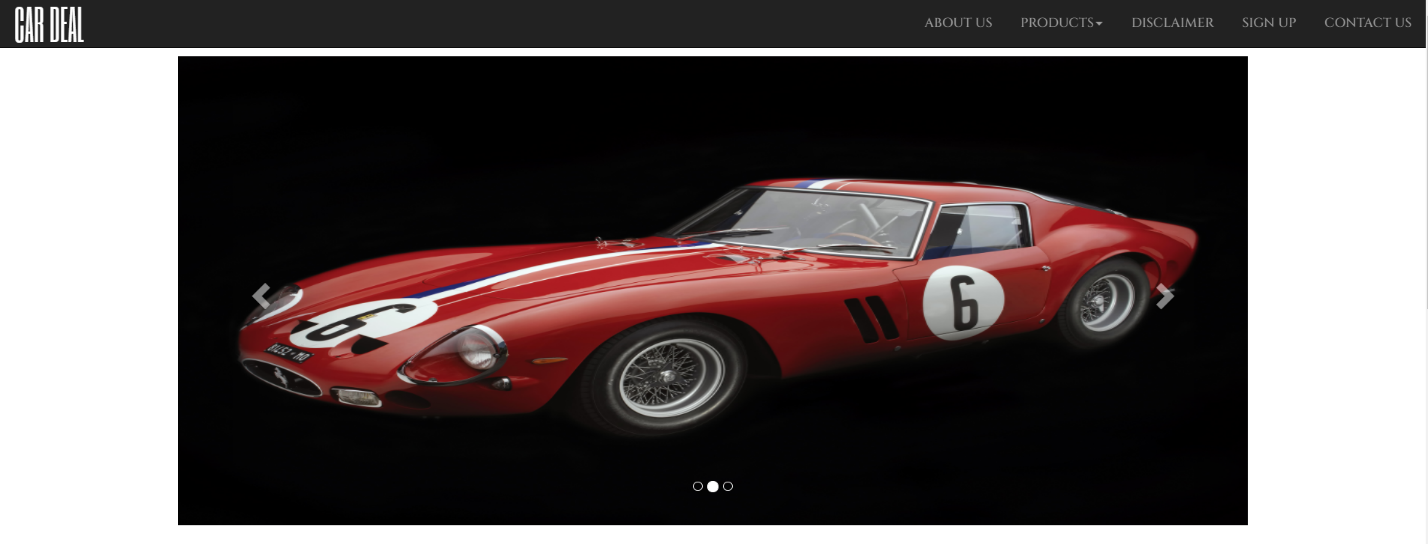 CAR DEAL
ABOUT US
PRODUCTS
DISCLAIMER
SIGN UP
CONTACT US
6
6